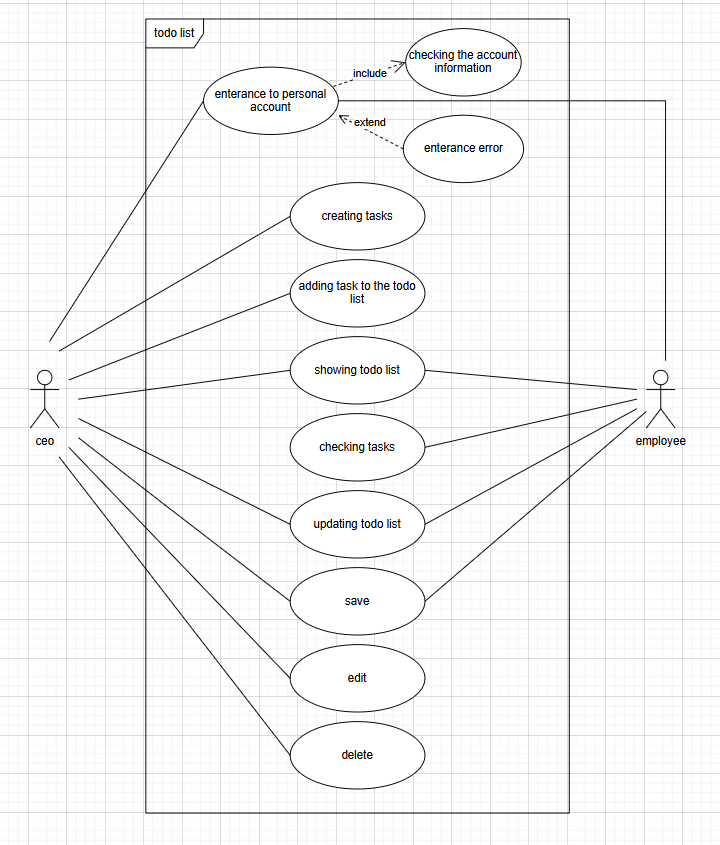 todo list
checking the account
information
include
enterance to personal
account
extend
enterance error
creating tasks
adding task to the todo
list
showing todo list
checking tasks
ceo
employee
updating todo list
save
edit
delete